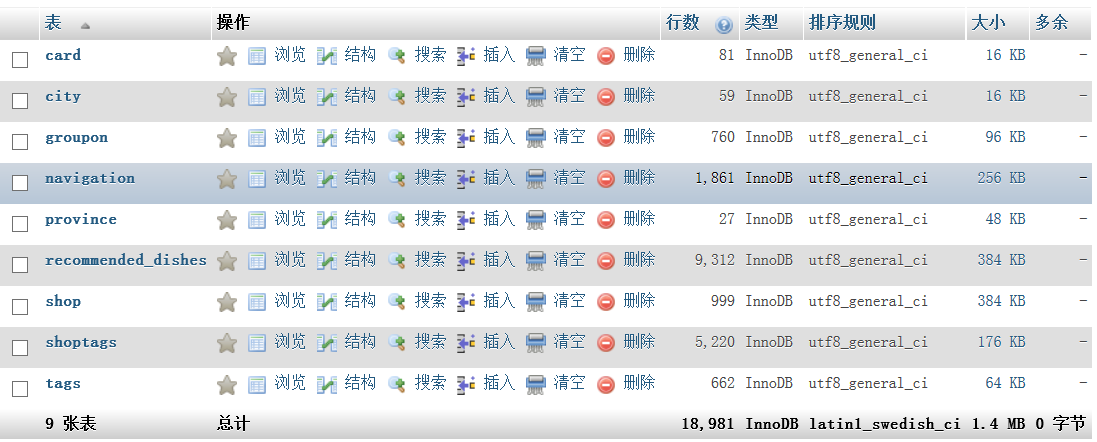 表 操作 行数 类型 排序规则 大小 多余
card 浏览 结构 搜索 插入 清空 删除 81 InnoDB utf8_general_ci 16 KB -
city 浏览 结构 搜索 插入 清空 删除 59 InnoDB utf8_general_ci 16 KB -
groupon 浏览 结构 搜索 插入 清空 删除 760 InnoDB utf8_general_ci 96 KB -
navigation 浏览 结构 搜索 插入 清空 删除 1,861 InnoDB utf8_general_ci 256 KB -
province 浏览 结构 搜索 插入 清空 删除 27 InnoDB utf8_general_ci 48 KB -
recommended_dishes 浏览 结构 搜索 插入 清空 删除 9,312 InnoDB utf8_general_ci 384 KB -
shop 浏览 结构 搜索 插入 清空 删除 999 InnoDB utf8_general_ci 384 KB -
shoptags 浏览 结构 搜索 插入 清空 删除 5,220 InnoDB utf8_general_ci 176 KB -
tags 浏览 结构 搜索 插入 清空 删除 662 InnoDB utf8_general_ci 64 KB -
9 张表 总计 18,981 InnoDB latin1_swedish_ci 1.4 MB 0 字节